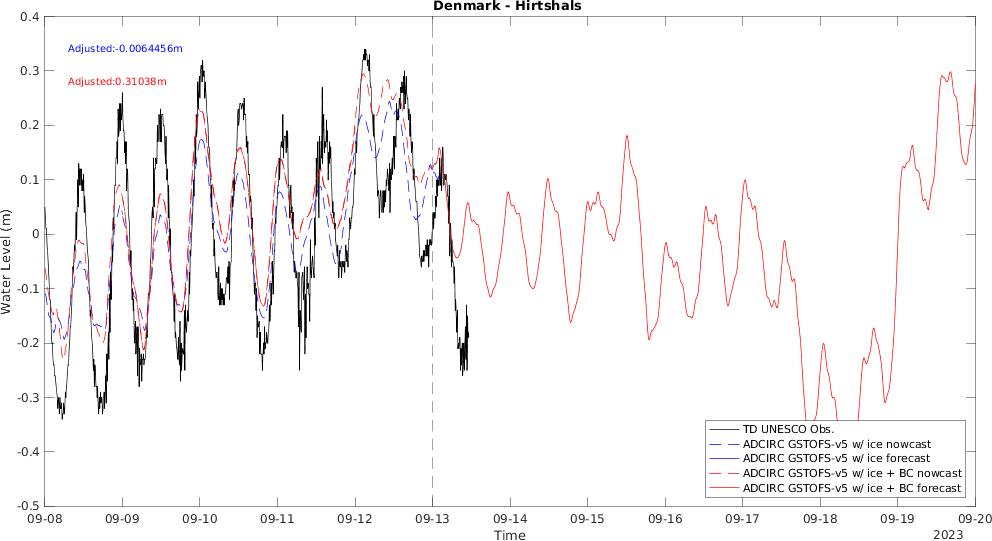 Denmark - Hirtshals
0.4
0.3
0.2
0.1
0
-0.1
-0.2
-0.3
-0.4
-0.5
Water Level (m)
Adjusted:-0.0064456m
Adjusted:0.31038m
TD UNESCO Obs.
ADCIRC GSTOFS-v5 w/ ice nowcast
ADCIRC GSTOFS-v5 w/ ice forecast
ADCIRC GSTOFS-v5 w/ ice + BC nowcast
ADCIRC GSTOFS-v5 w/ ice + BC forecast
09-08 09-09 09-10 09-11 09-12 09-13 09-14 09-15 09-16 09-17 09-18 09-19 09-20
Time
2023